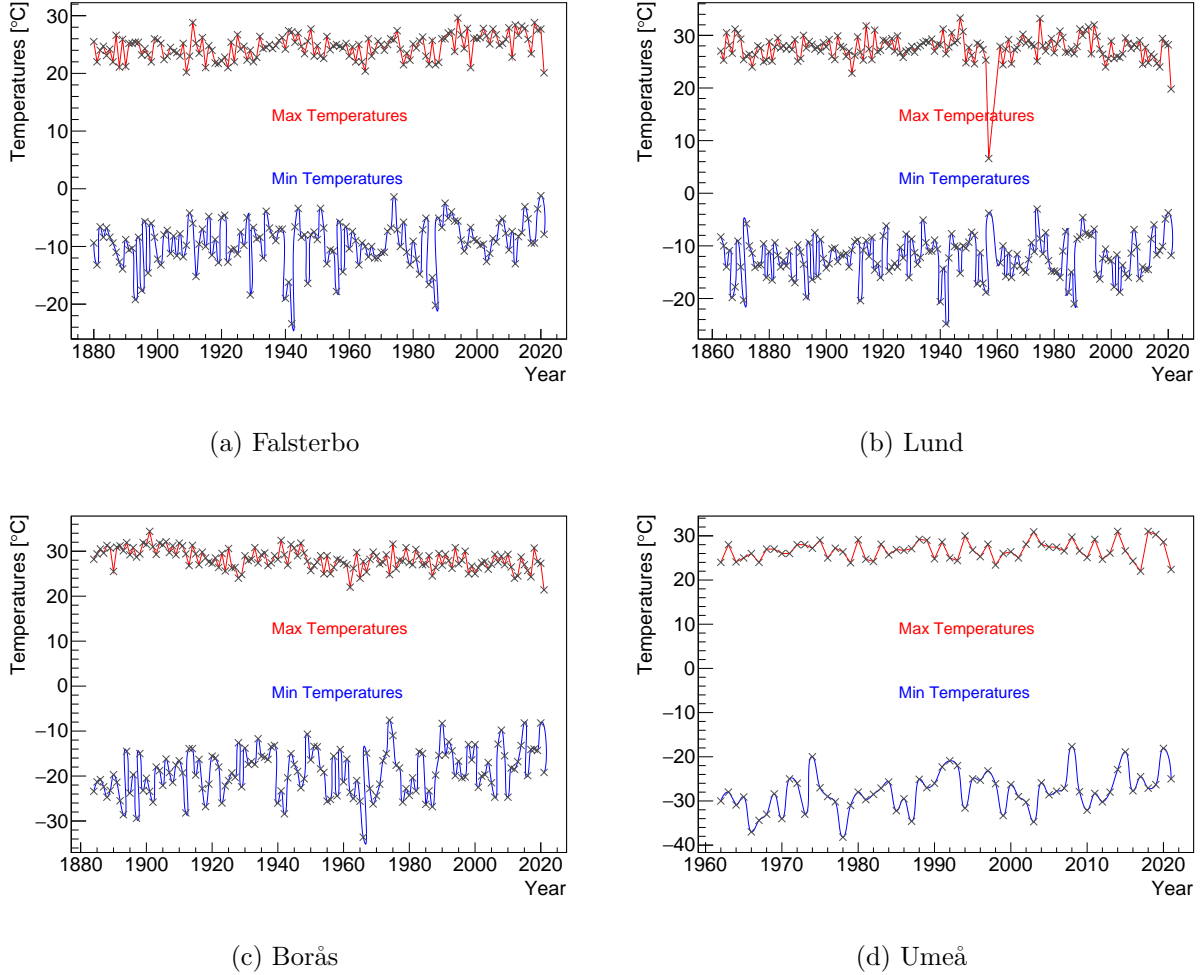 Temperatures [°C]
30
20
10
0
−10
−20
Max Temperatures
Min Temperatures
1880 1900 1920 1940 1960 1980 2000 2020
Year
(a) Falsterbo
Temperatures [°C]
30
20
10
0
−10
−20
Max Temperatures
Min Temperatures
1860 1880 1900 1920 1940 1960 1980 2000 2020
Year
(b) Lund
Temperatures [°C]
30
20
10
0
−10
−20
−30
Max Temperatures
Min Temperatures
1880 1900 1920 1940 1960 1980 2000 2020
Year
(c) Borås
Temperatures [°C]
30
20
10
0
−10
−20
−30
−40
Max Temperatures
Min Temperatures
1960 1970 1980 1990 2000 2010 2020
Year
(d) Umeå